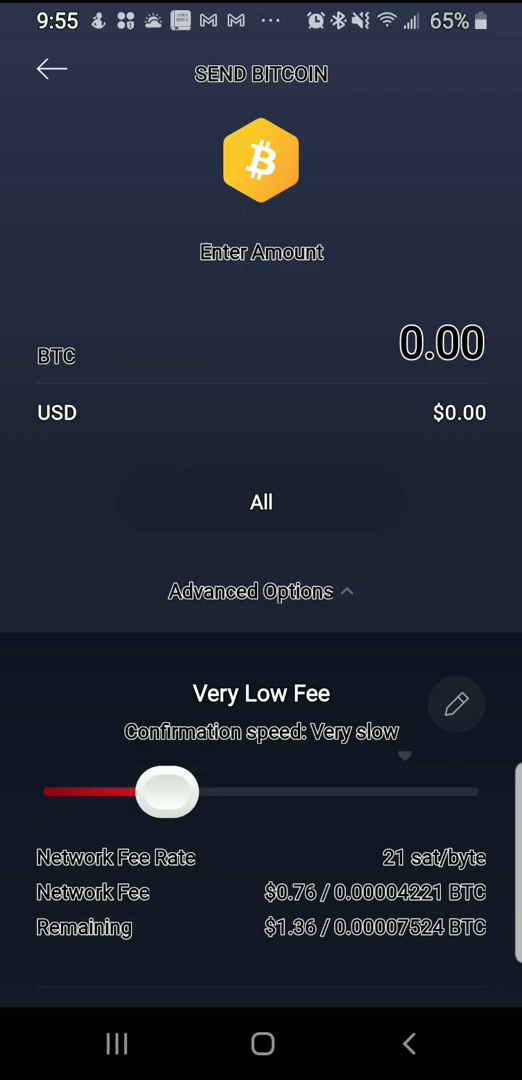 9:55 65%
SEND BITCOIN
Enter Amount
BTC 0.00
USD $0.00
All
Advanced Options
Very Low Fee
Confirmation speed: Very slow
Network Fee Rate 21 sat/byte
Network Fee $0.76 / 0.00004221 BTC
Remaining $1.36 / 0.00007524 BTC